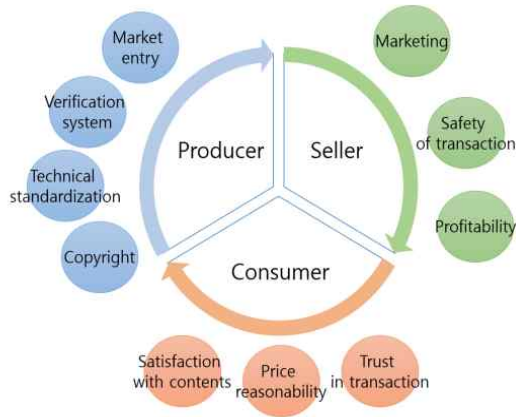 Market
entry
Verification
system
Technical
standardization
Copyright
Producer
Seller
Consumer
Marketing
Safety
of transaction
Profitability
Satisfaction
with contents
Price
reasonability
Trust
in transaction